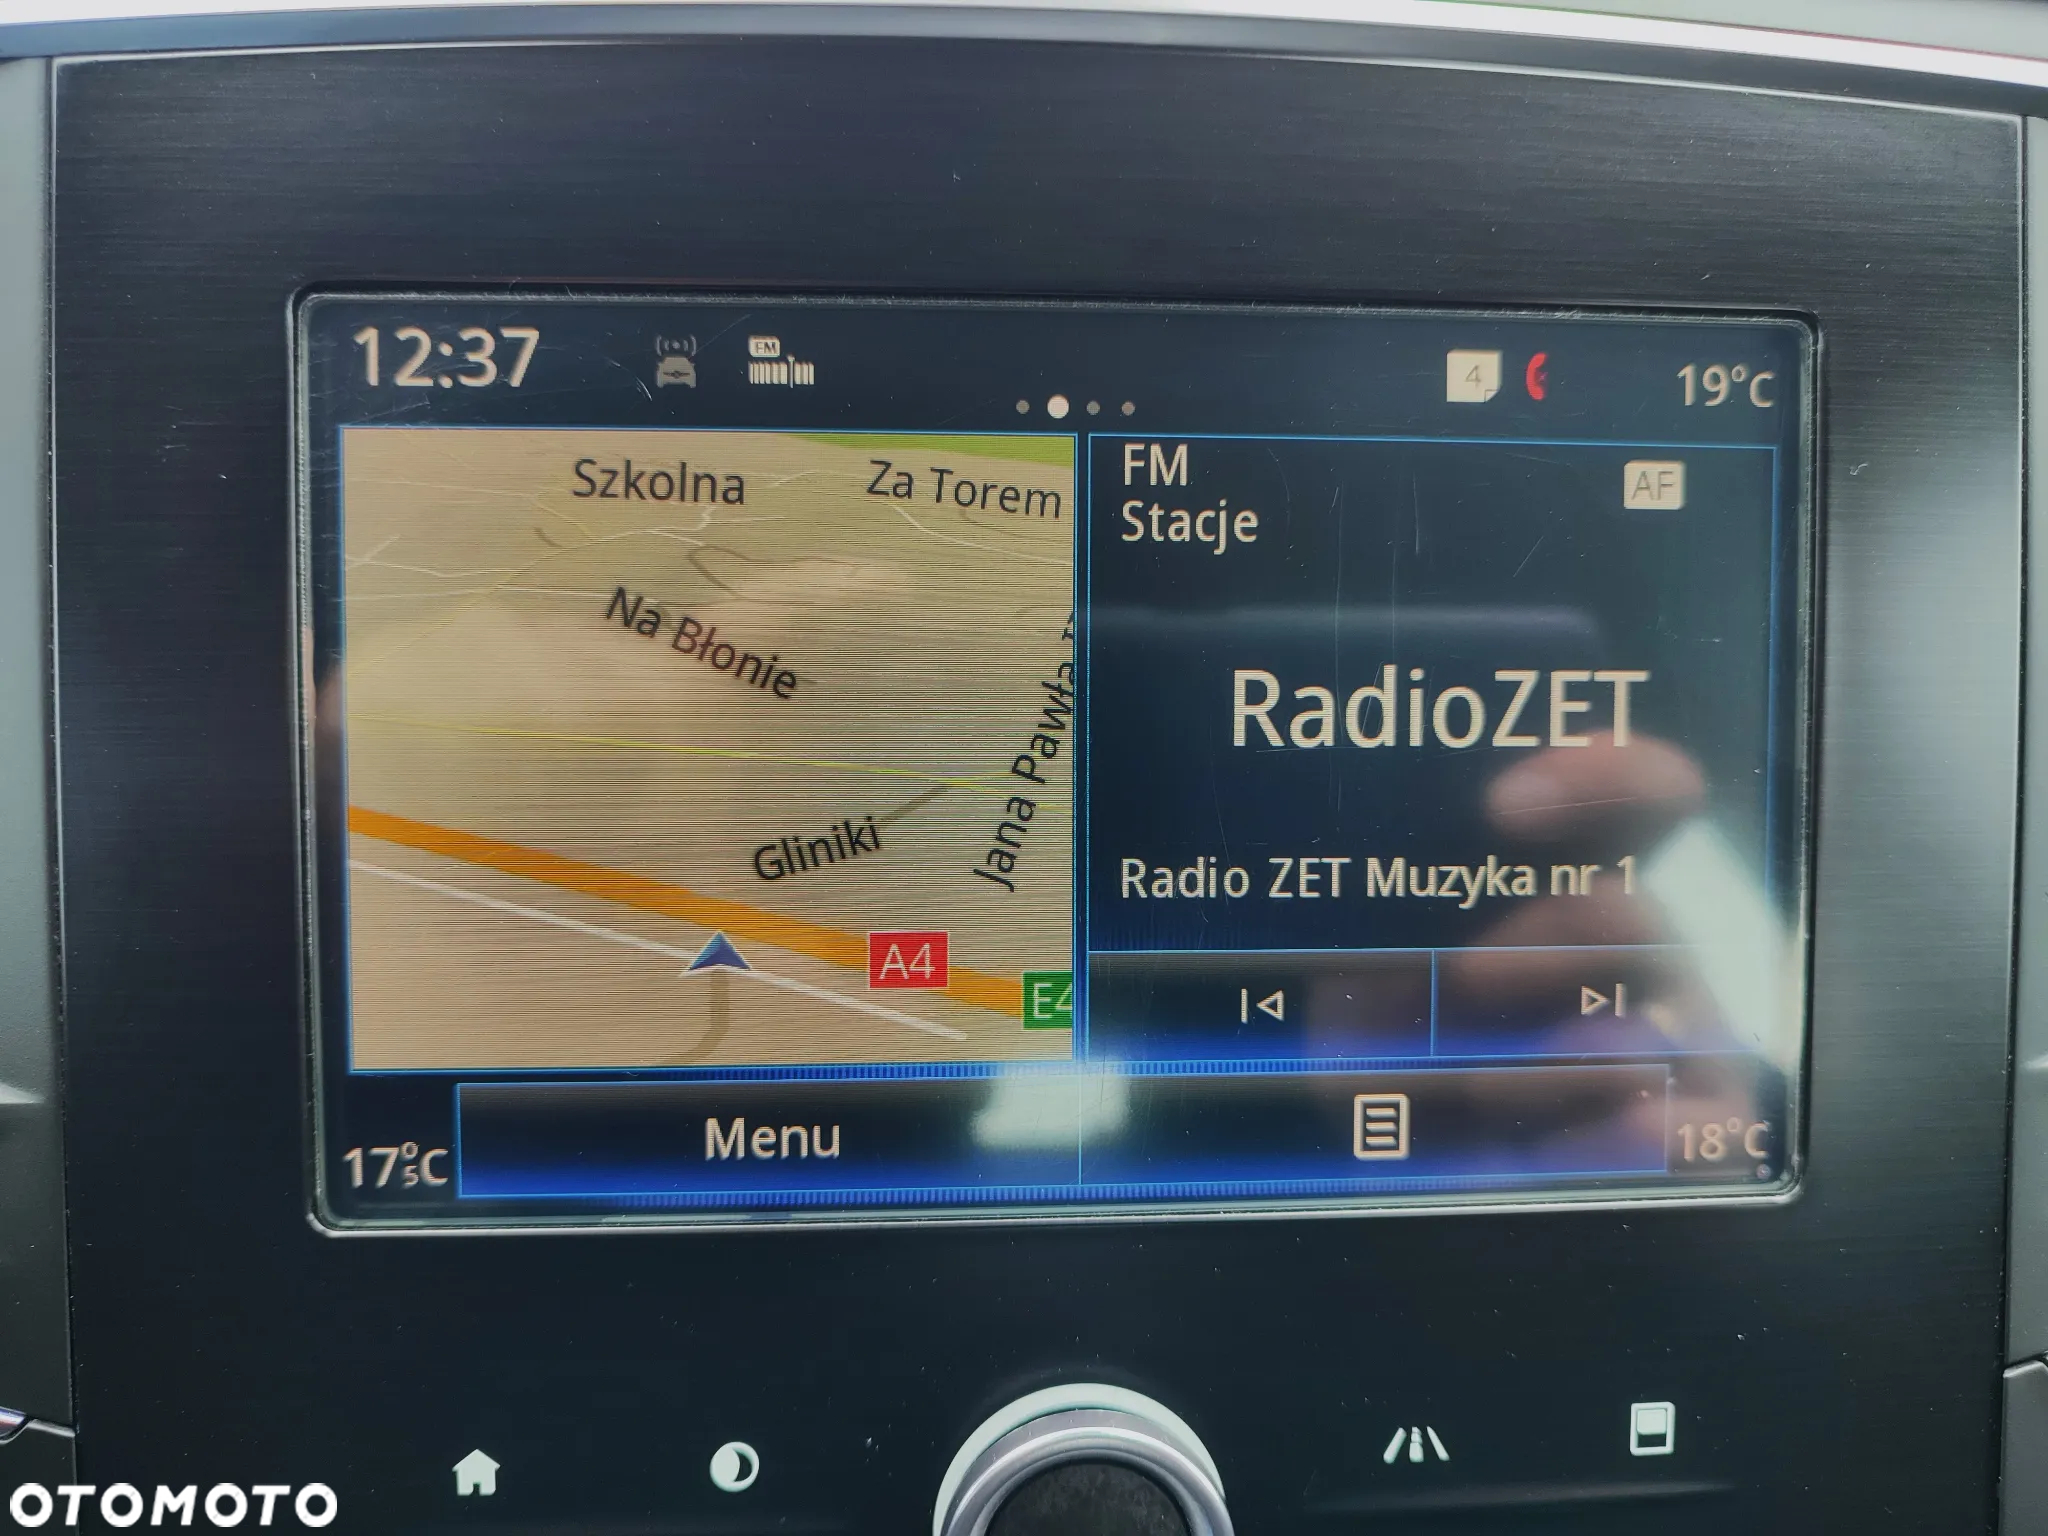 12:37
FM
4
19°C
Szkolna
Za Torem
Na Błonie
Jana Pawła
Gliniki
A4
E4
FM
AF
Stacje
RadioZET
Radio ZET Muzyka nr 1
17°5C
Menu
18°C
OTOMOTO